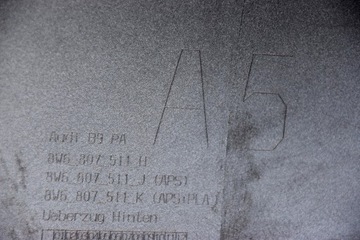 A5
Audi B9 PA
8W6 807 511 H
8W6 807 511 J (APS)
8W6 807 511 K (APS+PLA)
Ueberzug Hinten